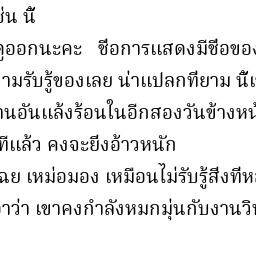 ช่น นี้
ดูออกนะคะ ชื่อการแสดงมีชื่อของ
ามรับรู้ของเลย น่าแปลกที่ยาม นี้เ
านอันแล้งร้อนในอีกสองวันข้างหน้
ทีแล้ว คงจะยิ่งอ้าวหนัก
ฉย เหม่อมอง เหมือนไม่รับรู้สิ่งที่ห
าว่า เขาคงกำลังหมกมุ่นกับงานวิ